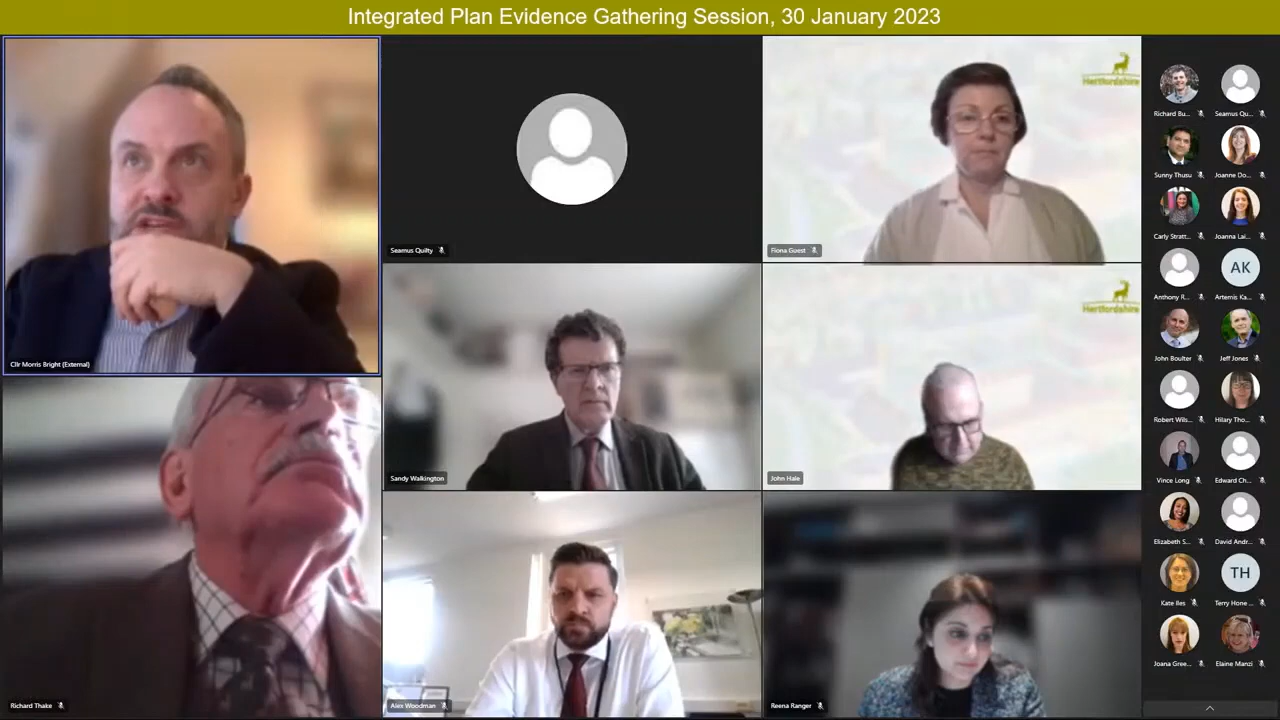 Integrated Plan Evidence Gathering Session, 30 January 2023
Hertfordshire
Seamus Quilty
Fiona Guest
Cllr Morris Bright (External)
Hertfordshire
Sandy Walkington
John Hale
Richard Thake
Alex Woodman
Reena Ranger
Richard Bu...
Seamus Qu...
Sunny Thusu
Joanne Do...
Carly Stratt...
Joanna Lai...
AK
Anthony R...
Artemis Ka...
John Boulter
Jeff Jones
Robert Wils...
Hilary Tho...
Vince Long
Edward Ch...
Elizabeth S...
David Andr...
TH
Kate Iles
Terry Hone ...
Joana Gree...
Elaine Manzi